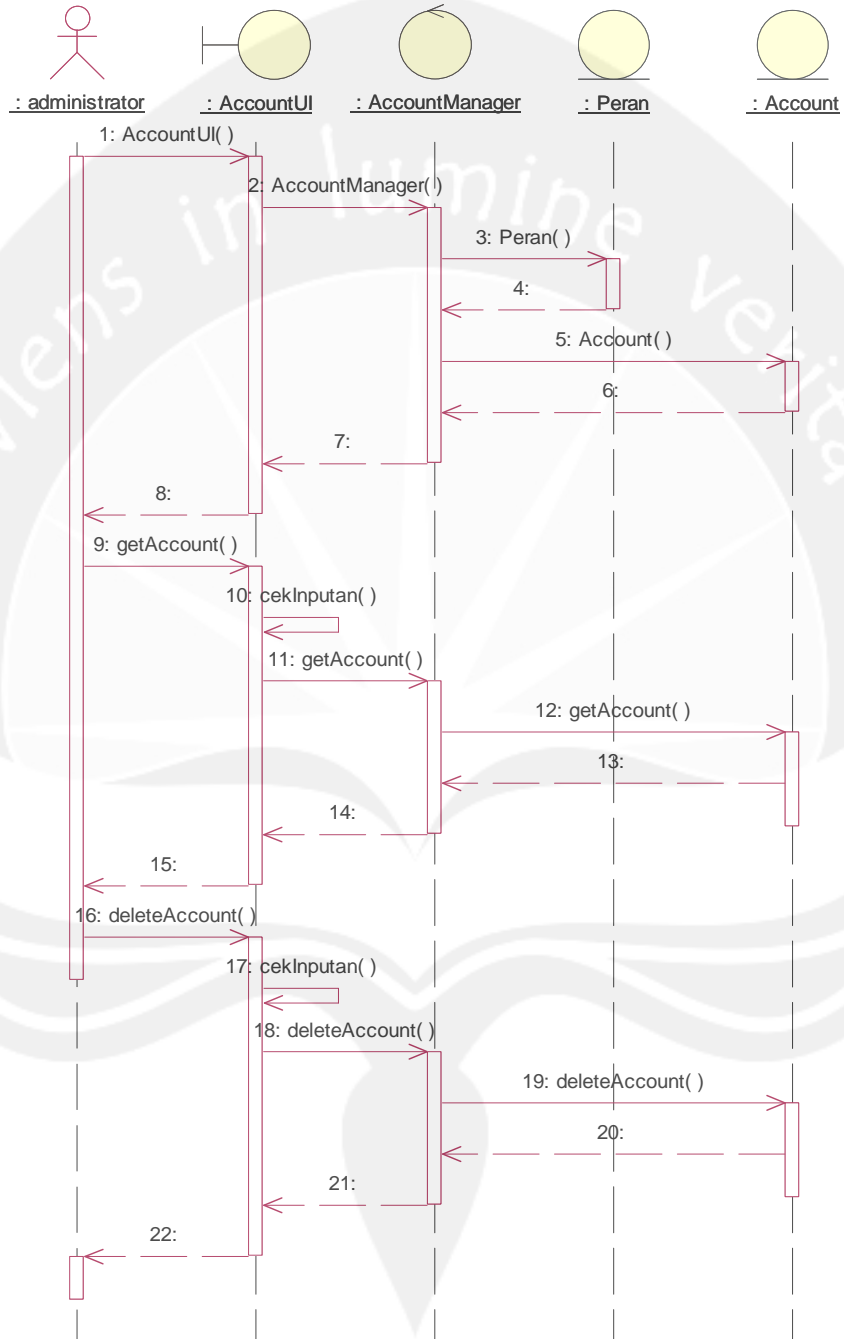 : administrator
: AccountUI
: AccountManager
: Peran
: Account
1: AccountUI( )
2: AccountManager( )
3: Peran( )
4:
5: Account( )
6:
7:
8:
9: getAccount( )
10: cekInputan( )
11: getAccount( )
12: getAccount( )
13:
14:
15:
16: deleteAccount( )
17: cekInputan( )
18: deleteAccount( )
19: deleteAccount( )
20:
21:
22:
in lumine